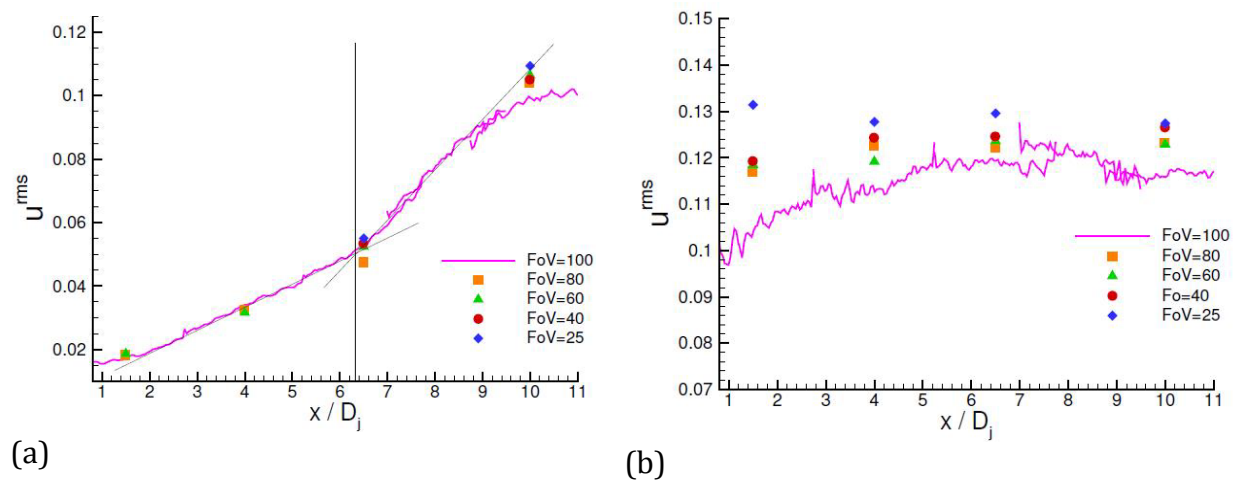 0.12
0.1
0.08
0.06
0.04
0.02
u^rms
1 2 3 4 5 6 7 8 9 10 11
x / D_j
FoV=100
FoV=80
FoV=60
FoV=40
FoV=25
(a)
0.15
0.14
0.13
0.12
0.11
0.1
0.09
0.08
0.07
u^rms
1 2 3 4 5 6 7 8 9 10 11
x / D_j
FoV=100
FoV=80
FoV=60
Fo=40
FoV=25
(b)